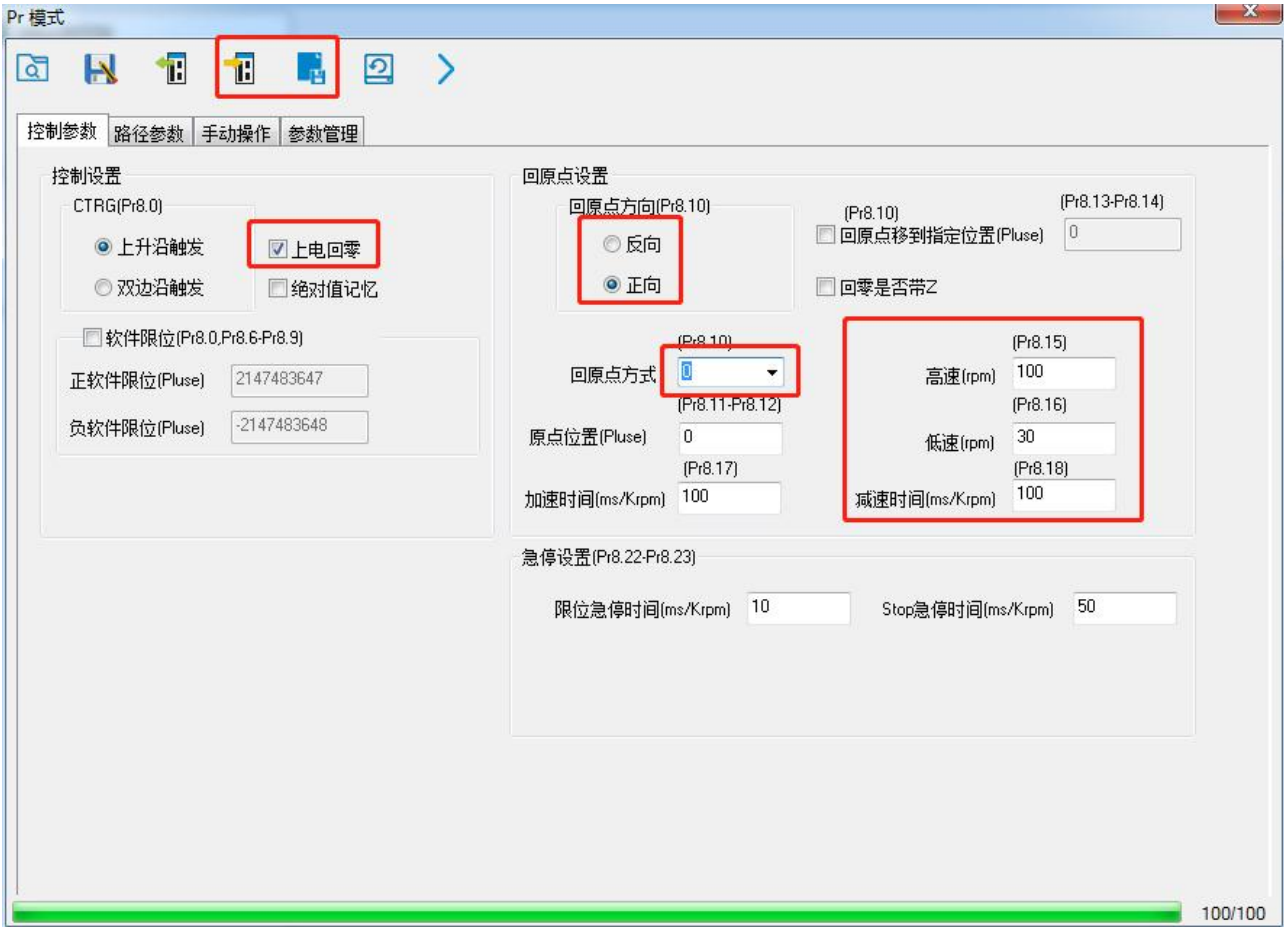 Pr 模式
控制参数 路径参数 手动操作 参数管理
控制设置
CTRG(Pr8.0)
上升沿触发 上电回零
双边沿触发 绝对值记忆
软件限位(Pr8.0,Pr8.6-Pr8.9)
正软件限位(Pluse) 2147483647
负软件限位(Pluse) -2147483648
回原点设置
回原点方向(Pr8.10)
反向
正向
(Pr8.10) (Pr8.13-Pr8.14)
回原点移到指定位置(Pluse) 0
回零是否带Z
(Pr8.10) (Pr8.15)
回原点方式 0 高速(rpm) 100
(Pr8.11-Pr8.12) (Pr8.16)
原点位置(Pluse) 0 低速(rpm) 30
(Pr8.17) (Pr8.18)
加速时间(ms/Krpm) 100 减速时间(ms/Krpm) 100
急停设置(Pr8.22-Pr8.23)
限位急停时间(ms/Krpm) 10 Stop急停时间(ms/Krpm) 50
100/100